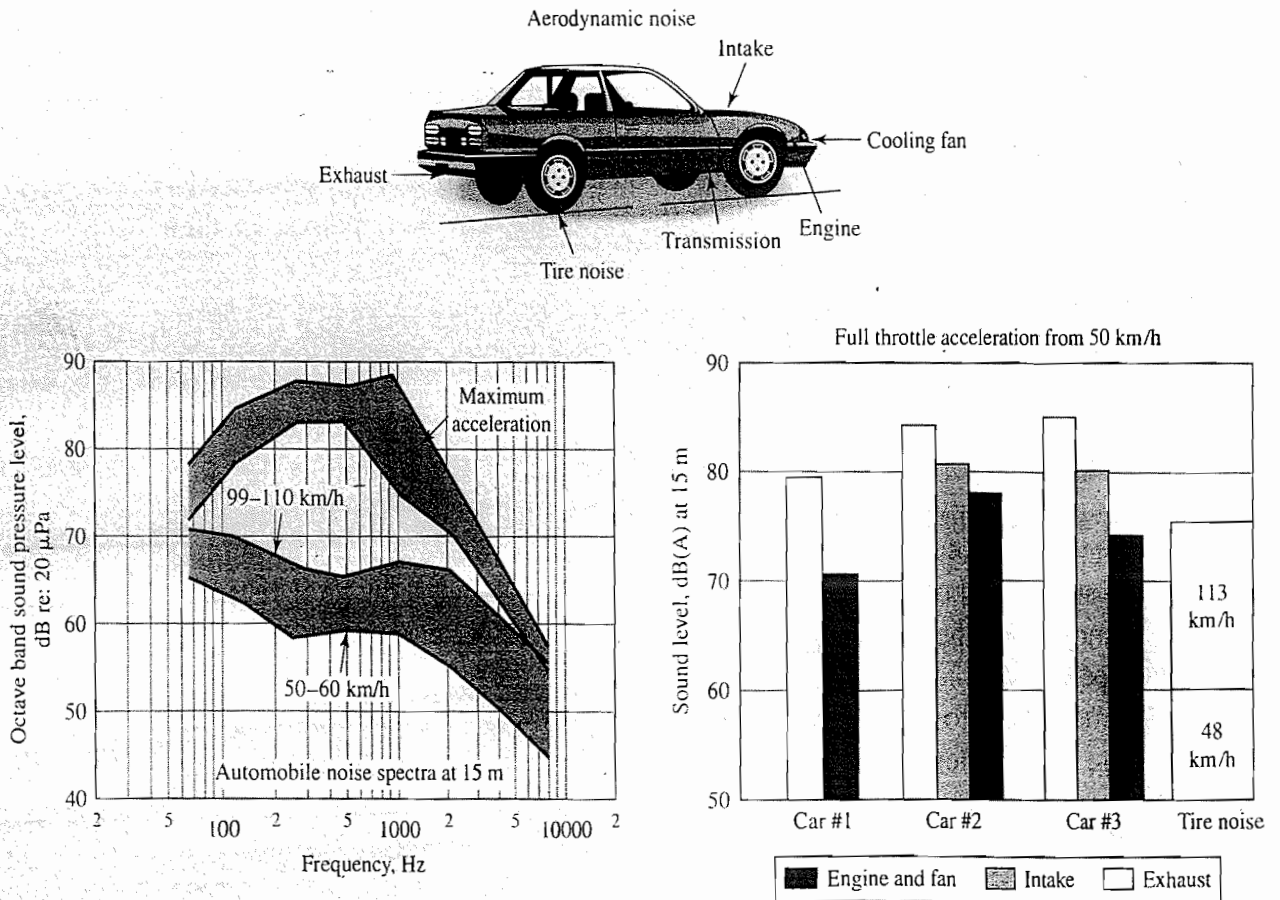 Aerodynamic noise
Intake
Cooling fan
Exhaust
Engine
Transmission
Tire noise
Octave band sound pressure level,
dB re: 20 μPa
90
80
70
60
50
40
Maximum
acceleration
99–110 km/h
50–60 km/h
Automobile noise spectra at 15 m
2
5
100
2
5
1000
2
5
10000
2
Frequency, Hz
Full throttle acceleration from 50 km/h
Sound level, dB(A) at 15 m
90
80
70
60
50
113
km/h
48
km/h
Car #1
Car #2
Car #3
Tire noise
Engine and fan
Intake
Exhaust